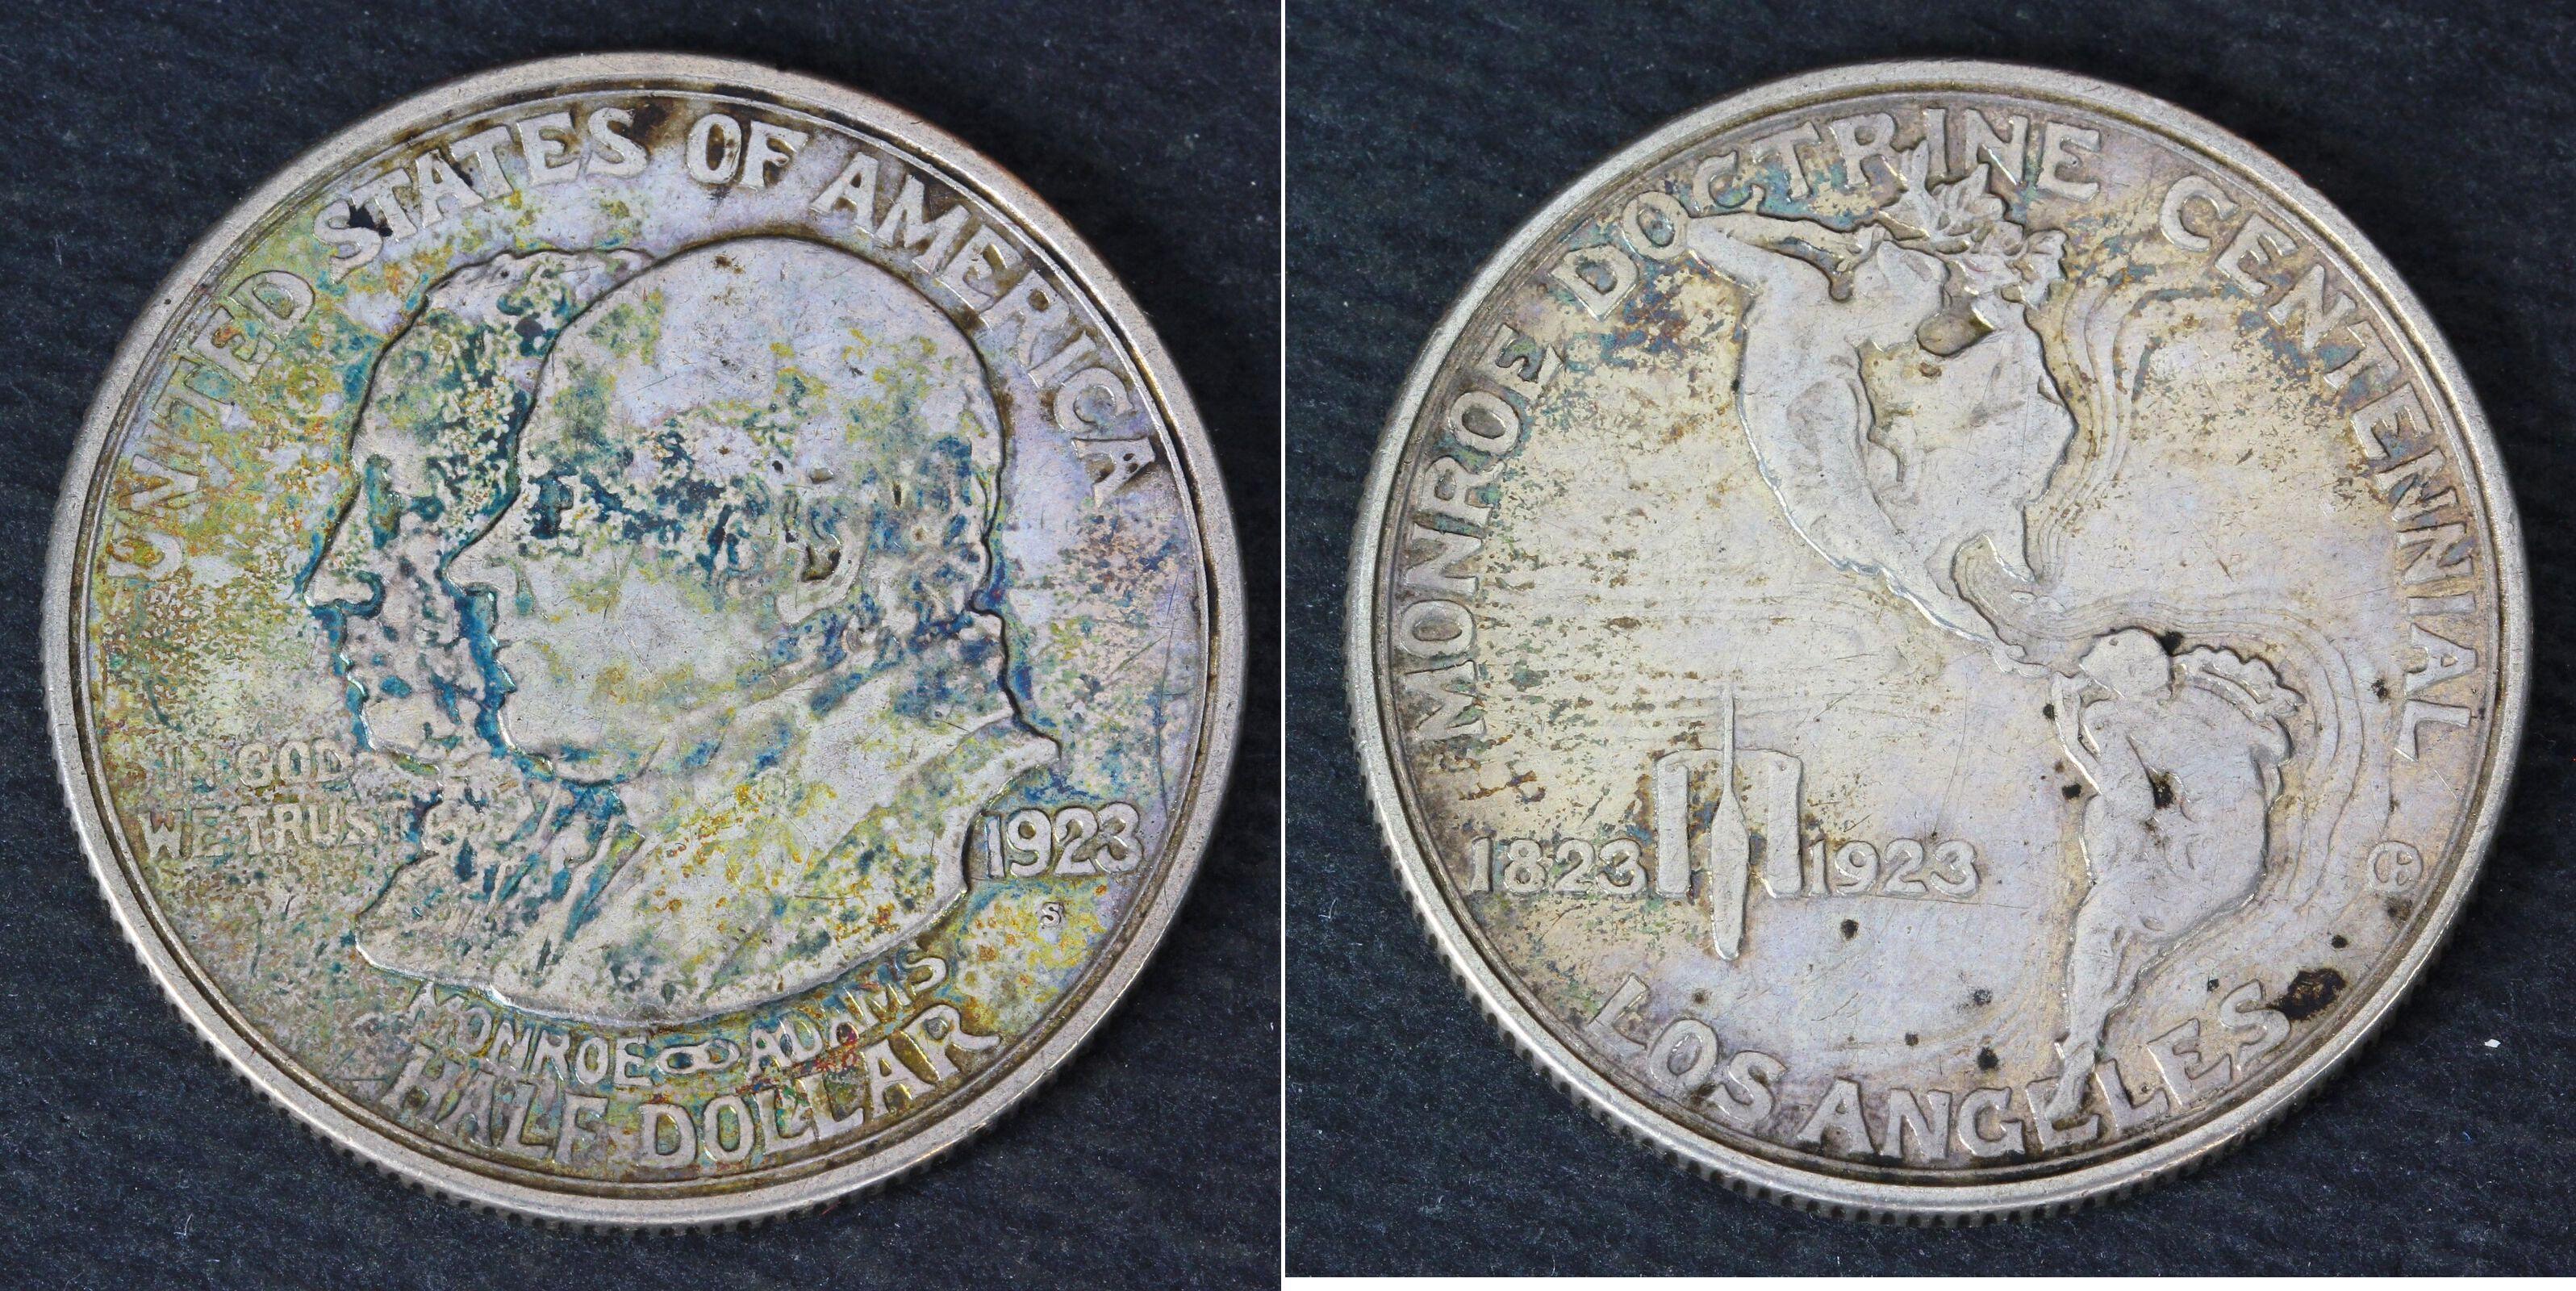 UNITED STATES OF AMERICA
IN GOD
WE TRUST
1923
S
MONROE ADAMS
HALF DOLLAR
MONROE DOCTRINE CENTENNIAL
1823 1923
LOS ANGELES